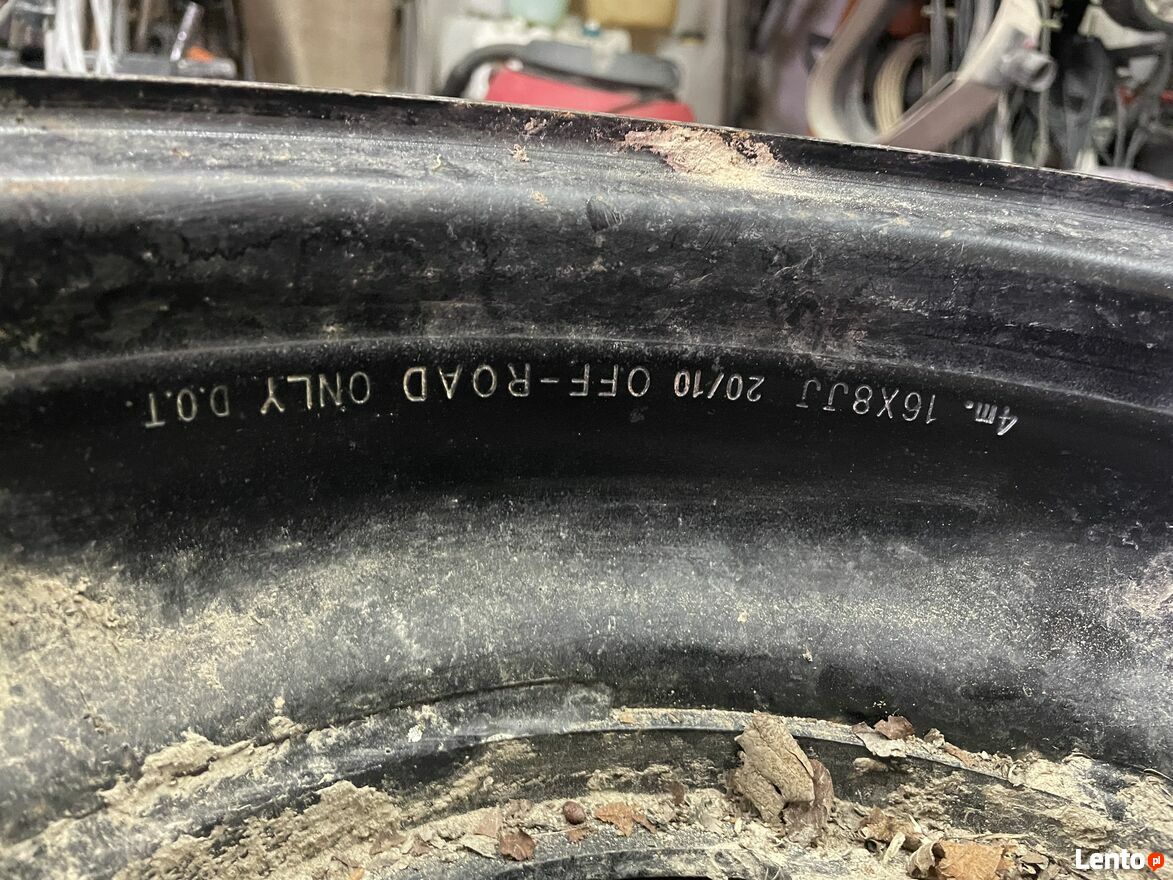 4m. 16X8JJ 20/10 OFF-ROAD ONLY D.O.T.
Lento.pl